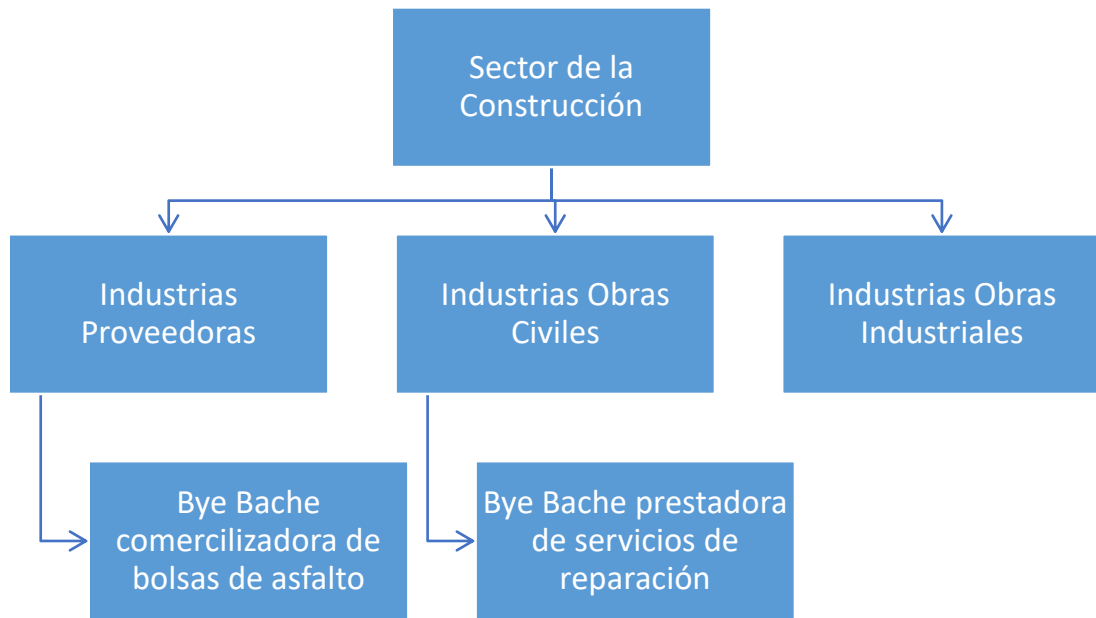 Sector de la
Construcción
Industrias
Proveedoras
Industrias Obras
Civiles
Industrias Obras
Industriales
Bye Bache
comercilizadora de
bolsas de asfalto
Bye Bache prestadora
de servicios de
reparación